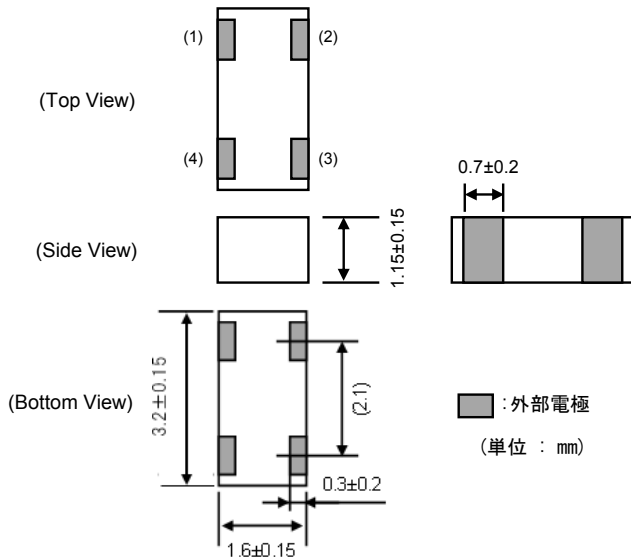 (1)
(2)
(Top View)
(4)
(3)
0.7±0.2
(Side View)
1.15±0.15
(Bottom View)
3.2±0.15
(2.1)
:外部電極
(単位 : mm)
0.3±0.2
1.6±0.15